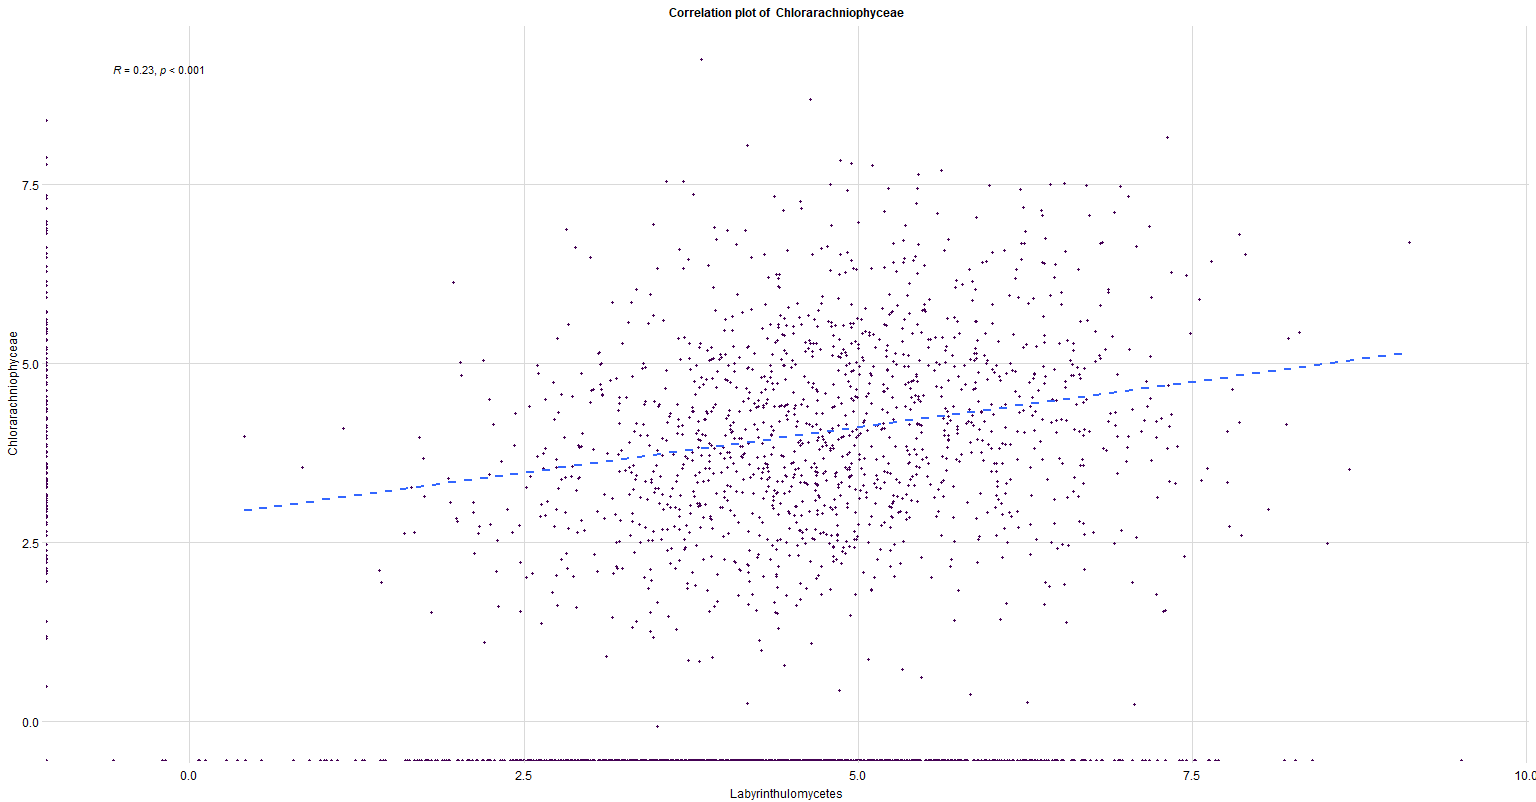 Correlation plot of Chlorarachniophyceae
R = 0.23, p < 0.001
7.5
5.0
2.5
0.0
Chlorarachniophyceae
0.0 2.5 5.0 7.5 10.0
Labyrinthulomycetes